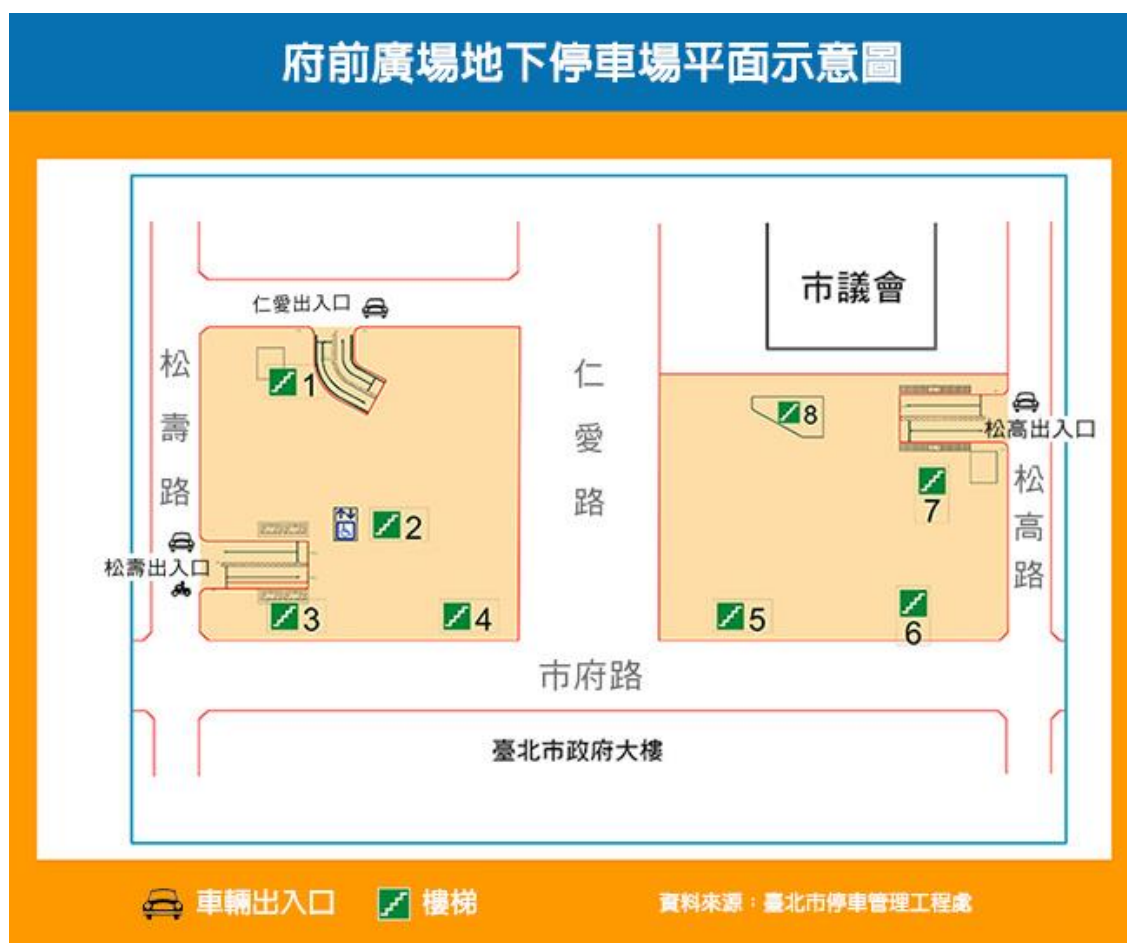 府前廣場地下停車場平面示意圖
市議會
仁愛出入口
松壽路
1
仁愛路
8
松高出入口
7
松高路
2
松壽出入口
3
4
5
6
市府路
臺北市政府大樓
車輛出入口
樓梯
資料來源：臺北市停車管理工程處